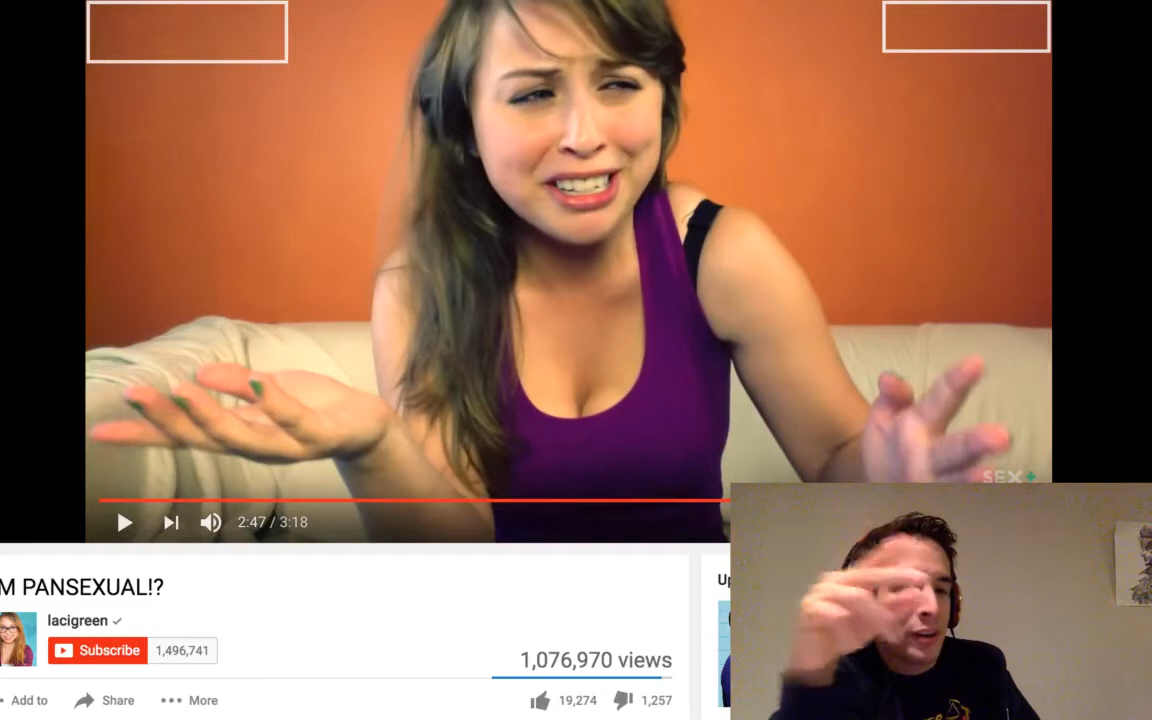 SEX+
2:47 / 3:18
M PANSEXUAL!?
Up
lacigreen
Subscribe 1,496,741
1,076,970 views
Add to Share More 19,274 1,257